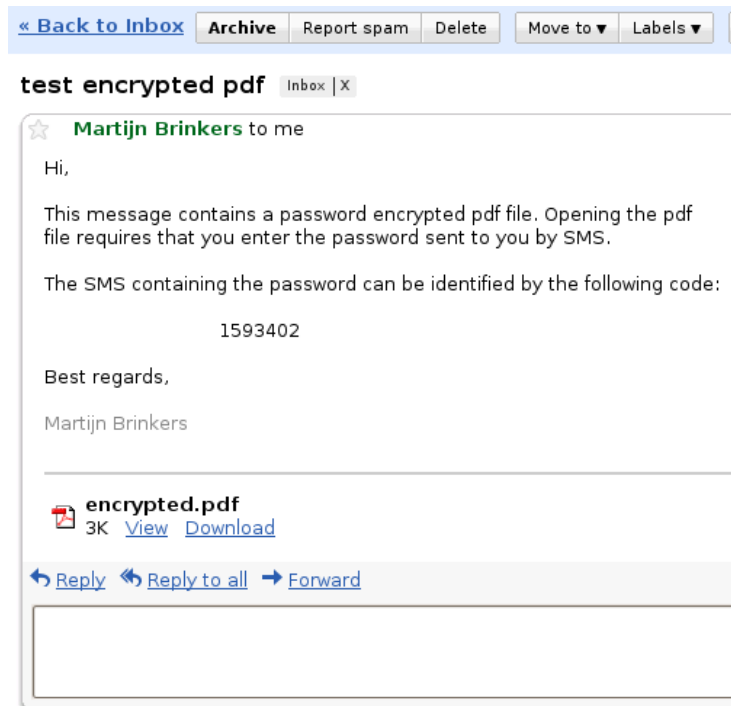 « Back to Inbox Archive Report spam Delete Move to ▾ Labels ▾
test encrypted pdf Inbox | X
Martijn Brinkers to me
Hi,
This message contains a password encrypted pdf file. Opening the pdf
file requires that you enter the password sent to you by SMS.
The SMS containing the password can be identified by the following code:
1593402
Best regards,
Martijn Brinkers
encrypted.pdf
3K View Download
Reply Reply to all Forward